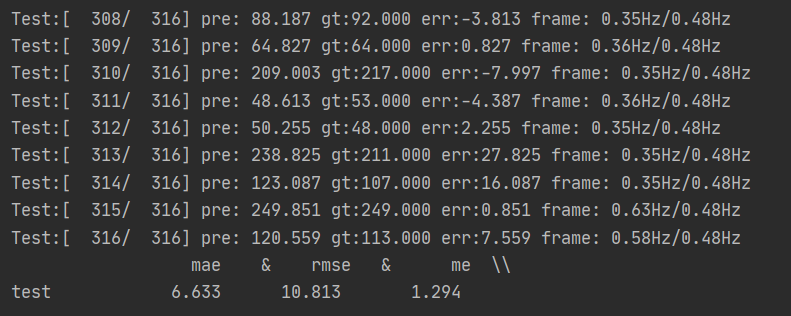 Test:[  308/  316] pre: 88.187 gt:92.000 err:-3.813 frame: 0.35Hz/0.48Hz
Test:[  309/  316] pre: 64.827 gt:64.000 err:0.827 frame: 0.36Hz/0.48Hz
Test:[  310/  316] pre: 209.003 gt:217.000 err:-7.997 frame: 0.35Hz/0.48Hz
Test:[  311/  316] pre: 48.613 gt:53.000 err:-4.387 frame: 0.36Hz/0.48Hz
Test:[  312/  316] pre: 50.255 gt:48.000 err:2.255 frame: 0.35Hz/0.48Hz
Test:[  313/  316] pre: 238.825 gt:211.000 err:27.825 frame: 0.35Hz/0.48Hz
Test:[  314/  316] pre: 123.087 gt:107.000 err:16.087 frame: 0.35Hz/0.48Hz
Test:[  315/  316] pre: 249.851 gt:249.000 err:0.851 frame: 0.63Hz/0.48Hz
Test:[  316/  316] pre: 120.559 gt:113.000 err:7.559 frame: 0.58Hz/0.48Hz
mae    &    rmse   &      me  \\
test            6.633      10.813       1.294